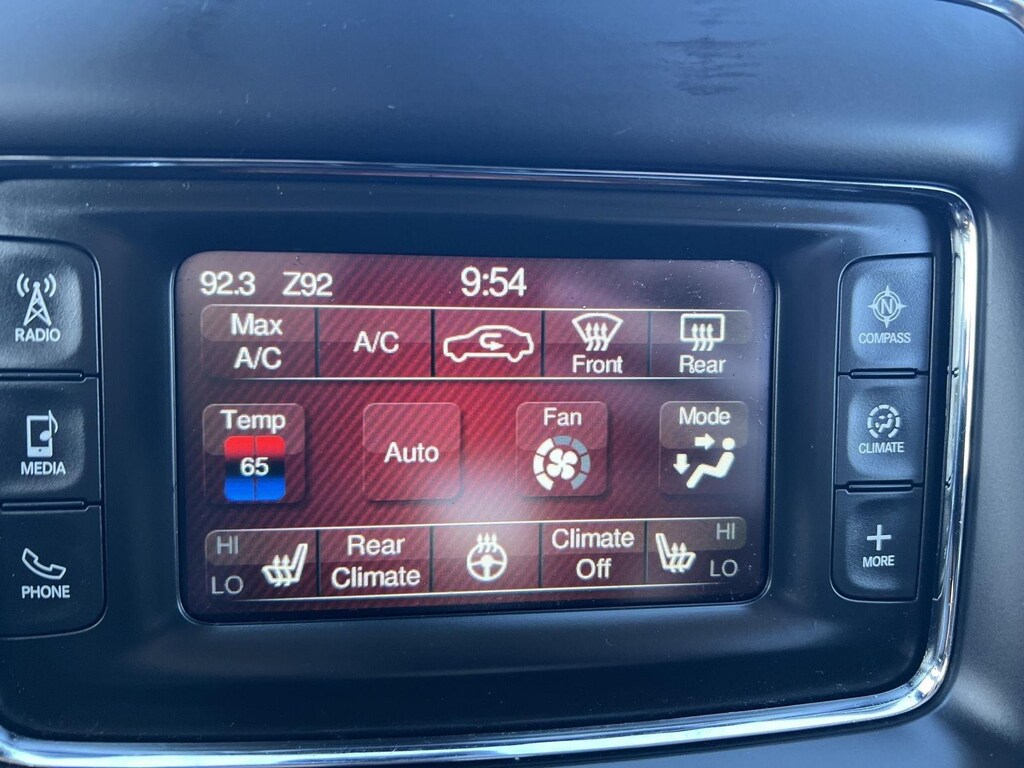 92.3 Z92 9:54
Max
A/C
A/C
Front
Rear
Temp
65
Auto
Fan
Mode
HI
LO
Rear
Climate
Climate
Off
HI
LO
RADIO
MEDIA
PHONE
N
COMPASS
CLIMATE
+
MORE